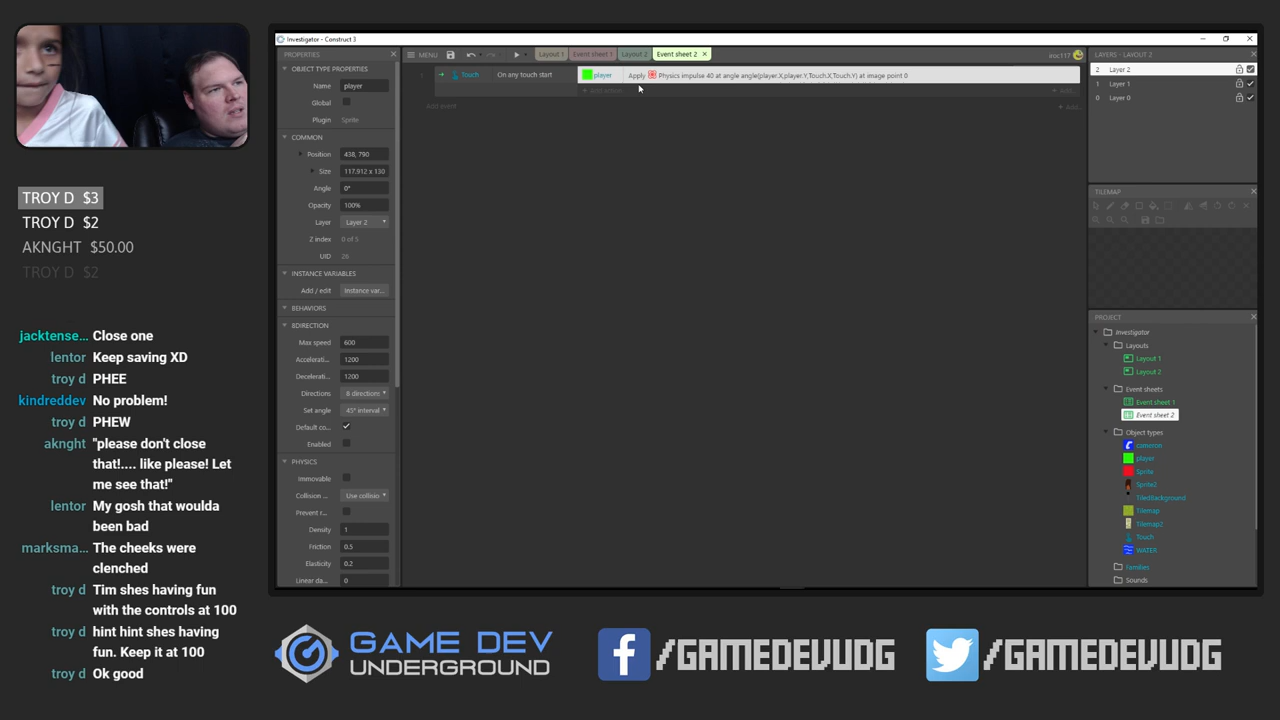 Investigator - Construct 3
PROPERTIES
OBJECT TYPE PROPERTIES
Name player
Global
Plugin Sprite
COMMON
Position 438, 790
Size 117.912 x 130
Angle 0°
Opacity 100%
Layer Layer 2
Z index 0 of 5
UID 26
INSTANCE VARIABLES
Add / edit Instance var...
BEHAVIORS
8DIRECTION
Max speed 600
Accelerati... 1200
Decelerati... 1200
Directions 8 direction
Set angle 45° interval
Default co...
Enabled
PHYSICS
Immovable
Collision ... Use collisio
Prevent r...
Density 1
Friction 0.5
Elasticity 0.2
Linear da... 0
MENU
Layout 1
Event sheet 1
Layout 2
Event sheet 2
iroc117
1 Touch On any touch start player Apply Physics impulse 40 at angle angle(player.X,player.Y,Touch.X,Touch.Y) at image point 0
Add action
Add...
Add event
Add...
LAYERS - LAYOUT 2
2 Layer 2
1 Layer 1
0 Layer 0
TILEMAP
PROJECT
Investigator
Layouts
Layout 1
Layout 2
Event sheets
Event sheet 1
Event sheet 2
Object types
cameron
player
Sprite
Sprite2
TiledBackground
Tilemap
Tilemap2
Touch
WATER
Families
Sounds
TROY D $3
TROY D $2
AKNGHT $50.00
TROY D $2
jacktense... Close one
lentor Keep saving XD
troy d PHEE
kindreddev No problem!
troy d PHEW
aknght "please don't close
that!.... like please! Let
me see that!"
lentor My gosh that woulda
been bad
marksma... The cheeks were
clenched
troy d Tim shes having fun
with the controls at 100
troy d hint hint shes having
fun. Keep it at 100
troy d Ok good
GAME DEV
UNDERGROUND
/GAMEDEVUDG
/GAMEDEVUDG